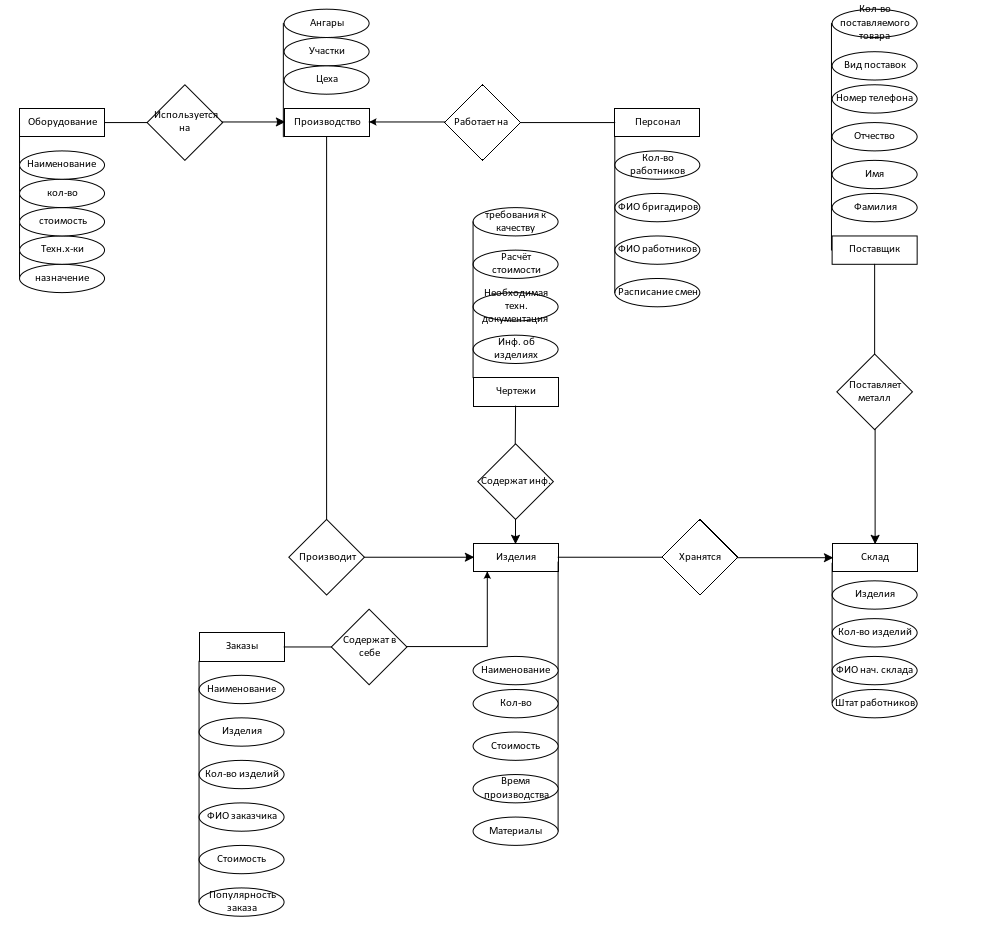 Ангары
Участки
Цеха
Производство
Используется
на
Оборудование
Наименование
кол-во
стоимость
Техн.х-ки
назначение
Работает на
Персонал
Кол-во
работников
ФИО бригадиров
ФИО работников
Расписание смен
Кол-во
поставляемого
товара
Вид поставок
Номер телефона
Отчество
Имя
Фамилия
Поставщик
Поставляет
металл
требования к
качеству
Расчёт
стоимости
Необходимая
техн.
документация
Инф. об
изделиях
Чертежи
Содержат инф.
Производит
Изделия
Хранятся
Склад
Изделия
Кол-во изделий
ФИО нач. склада
Штат работников
Заказы
Содержат в
себе
Наименование
Изделия
Кол-во изделий
ФИО заказчика
Стоимость
Популярность
заказа
Наименование
Кол-во
Стоимость
Время
производства
Материалы